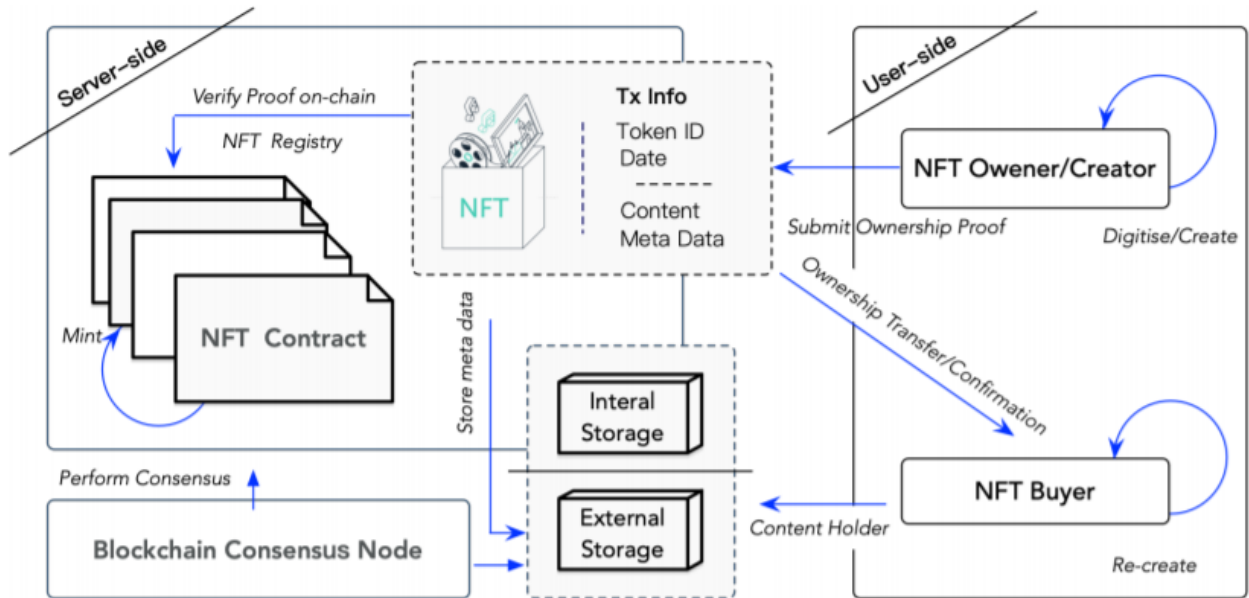 Server-side
User-side
Verify Proof on-chain
NFT Registry
NFT
Tx Info
Token ID
Date
Content
Meta Data
NFT Owener/Creator
Submit Ownership Proof
Digitise/Create
Ownership Transfer/Confirmation
Mint
NFT Contract
Store meta data
Interal
Storage
External
Storage
Perform Consensus
Blockchain Consensus Node
NFT Buyer
Content Holder
Re-create